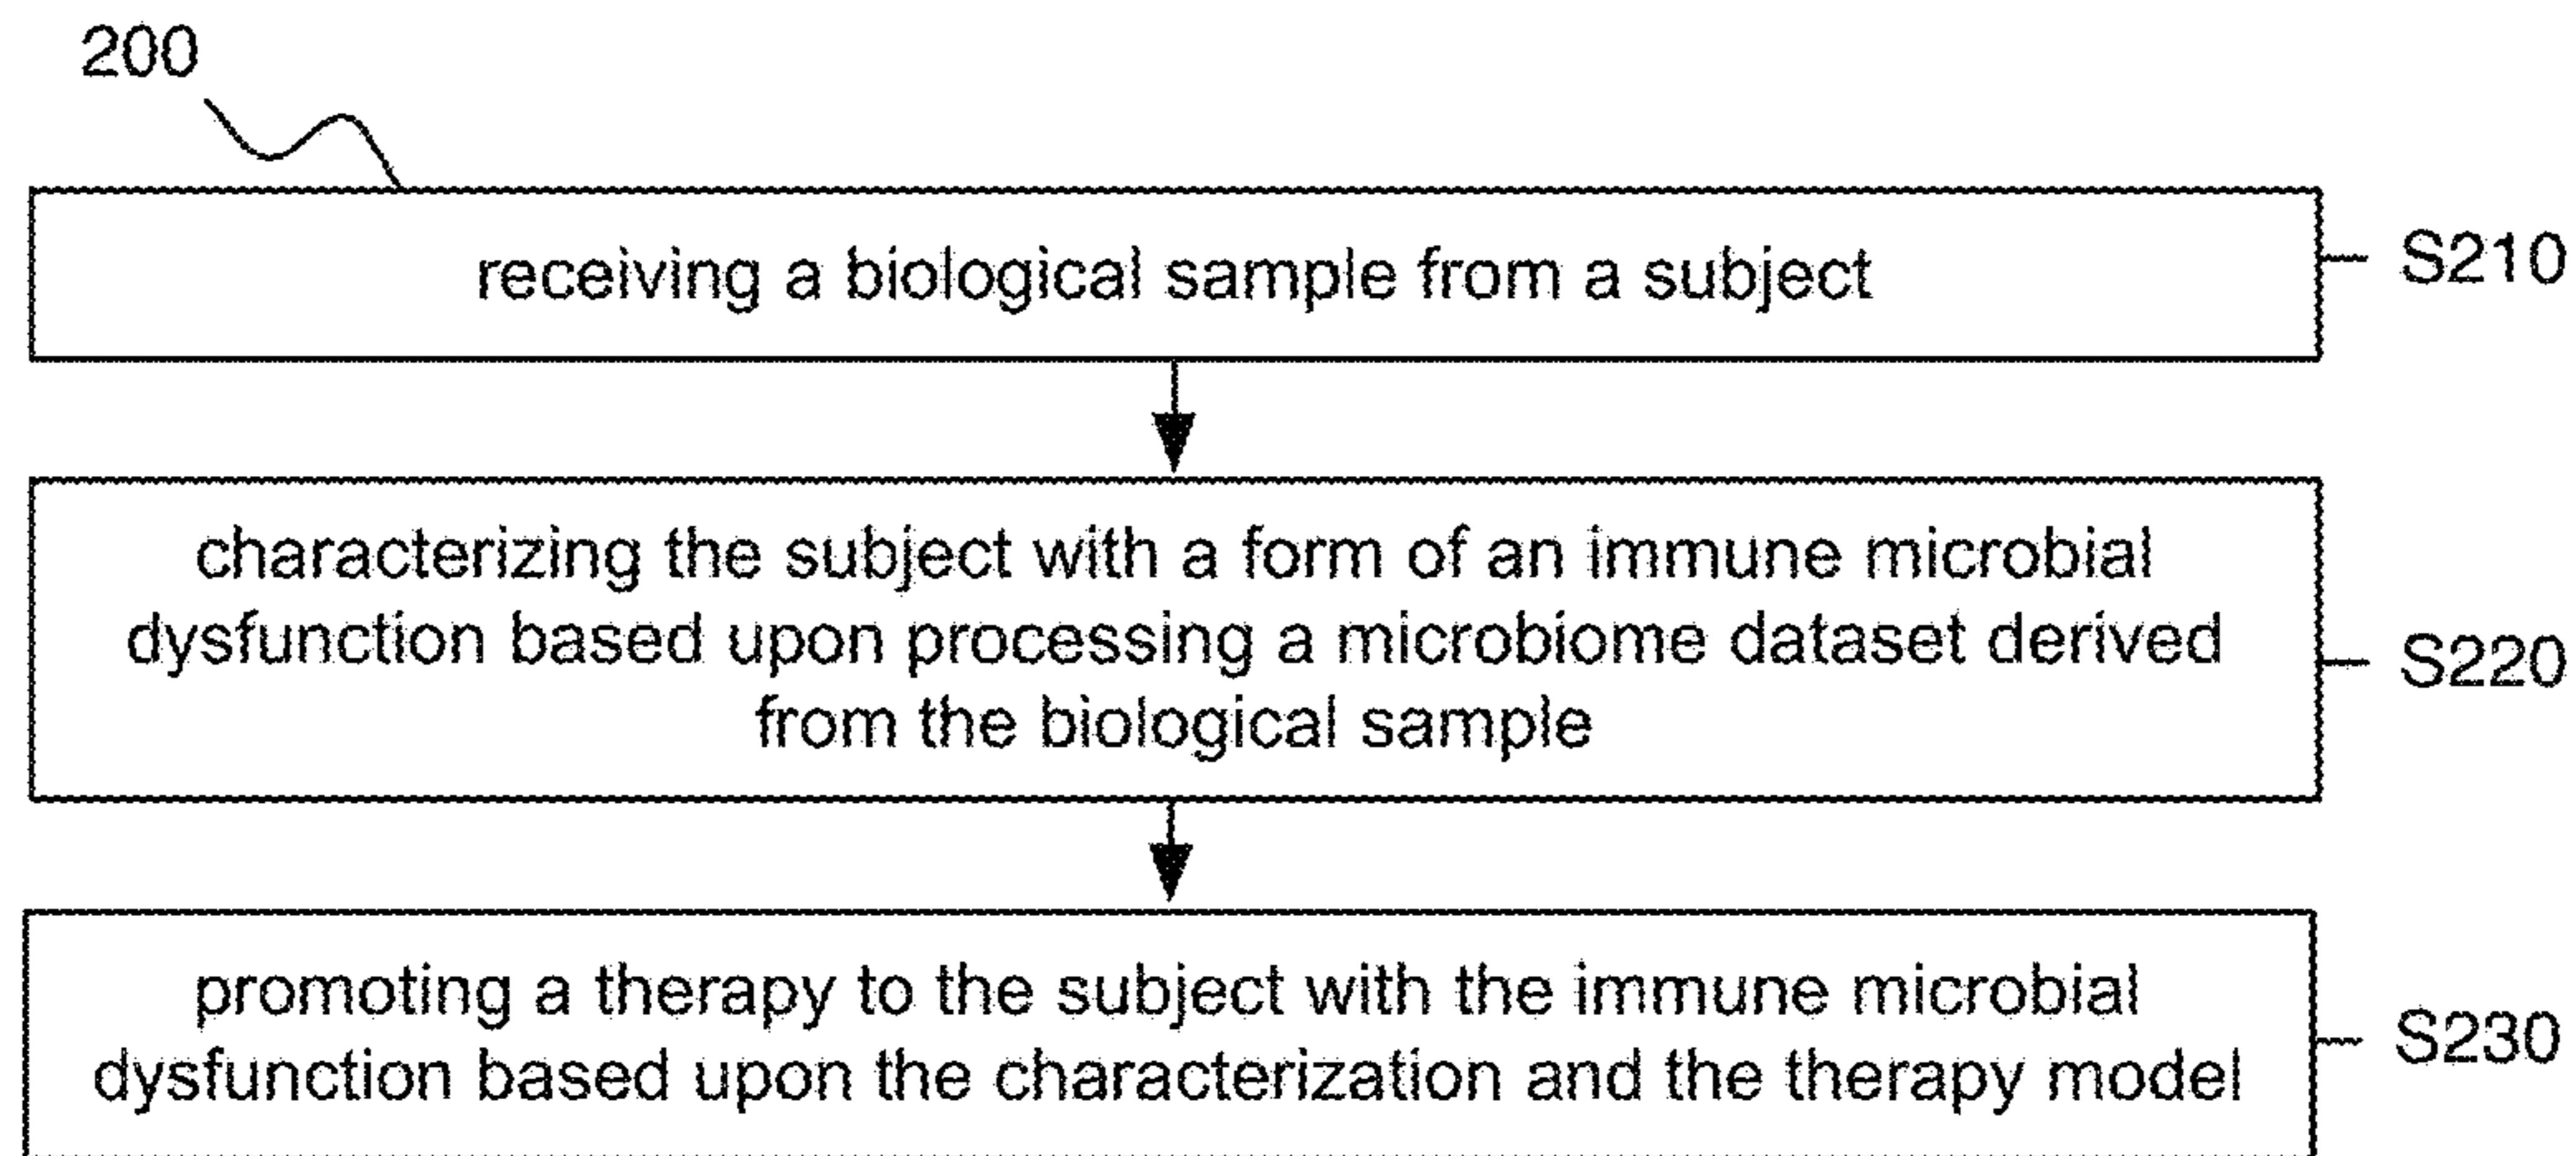 200
receiving a biological sample from a subject
S210
characterizing the subject with a form of an immune microbial
dysfunction based upon processing a microbiome dataset derived
from the biological sample
S220
promoting a therapy to the subject with the immune microbial
dysfunction based upon the characterization and the therapy model
S230